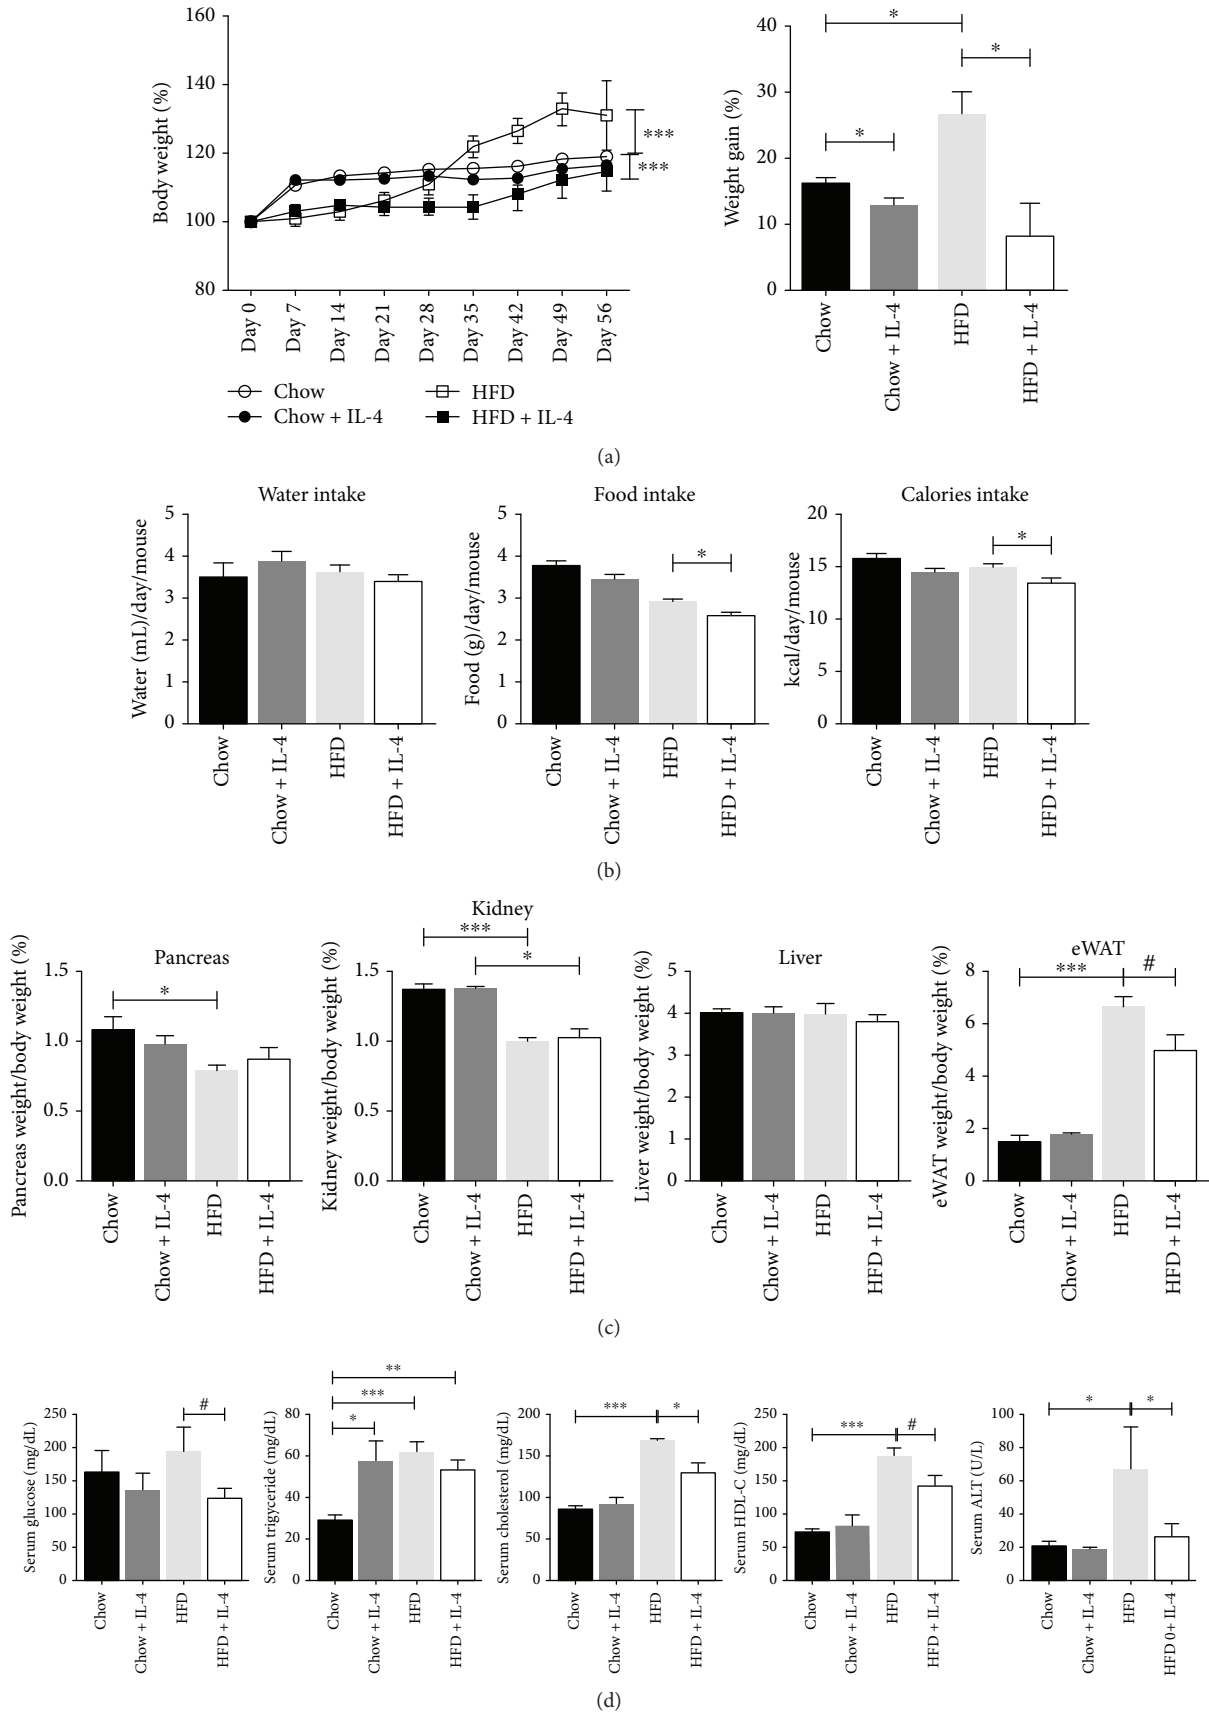 160
140
120
100
80
Body weight (%)
***
***
Day 0
Day 7
Day 14
Day 21
Day 28
Day 35
Day 42
Day 49
Day 56
Chow
HFD
Chow + IL-4
HFD + IL-4
40
30
20
10
0
Weight gain (%)
*
*
*
Chow
Chow + IL-4
HFD
HFD + IL-4
(a)
Water intake
5
4
3
2
1
0
Water (mL)/day/mouse
Chow
Chow + IL-4
HFD
HFD + IL-4
Food intake
5
4
3
2
1
0
Food (g)/day/mouse
*
Chow
Chow + IL-4
HFD
HFD + IL-4
Calories intake
20
15
10
5
0
kcal/day/mouse
*
Chow
Chow + IL-4
HFD
HFD + IL-4
(b)
Pancreas
1.5
1.0
0.5
0.0
Pancreas weight/body weight (%)
*
Chow
Chow + IL-4
HFD
HFD + IL-4
Kidney
1.5
1.0
0.5
0.0
Kidney weight/body weight (%)
***
*
Chow
Chow + IL-4
HFD
HFD + IL-4
Liver
5
4
3
2
1
0
Liver weight/body weight (%)
Chow
Chow + IL-4
HFD
HFD + IL-4
eWAT
8
6
4
2
0
eWAT weight/body weight (%)
***
#
Chow
Chow + IL-4
HFD
HFD + IL-4
(c)
250
200
150
100
50
0
Serum glucose (mg/dL)
#
Chow
Chow + IL-4
HFD
HFD + IL-4
80
60
40
20
0
Serum trigyceride (mg/dL)
**
***
*
Chow
Chow + IL-4
HFD
HFD + IL-4
200
150
100
50
0
Serum cholesterol (mg/dL)
***
*
Chow
Chow + IL-4
HFD
HFD + IL-4
250
200
150
100
50
0
Serum HDL-C (mg/dL)
***
#
Chow
Chow + IL-4
HFD
HFD + IL-4
100
80
60
40
20
0
Serum ALT (U/L)
*
*
Chow
Chow + IL-4
HFD
HFD 0+ IL-4
(d)